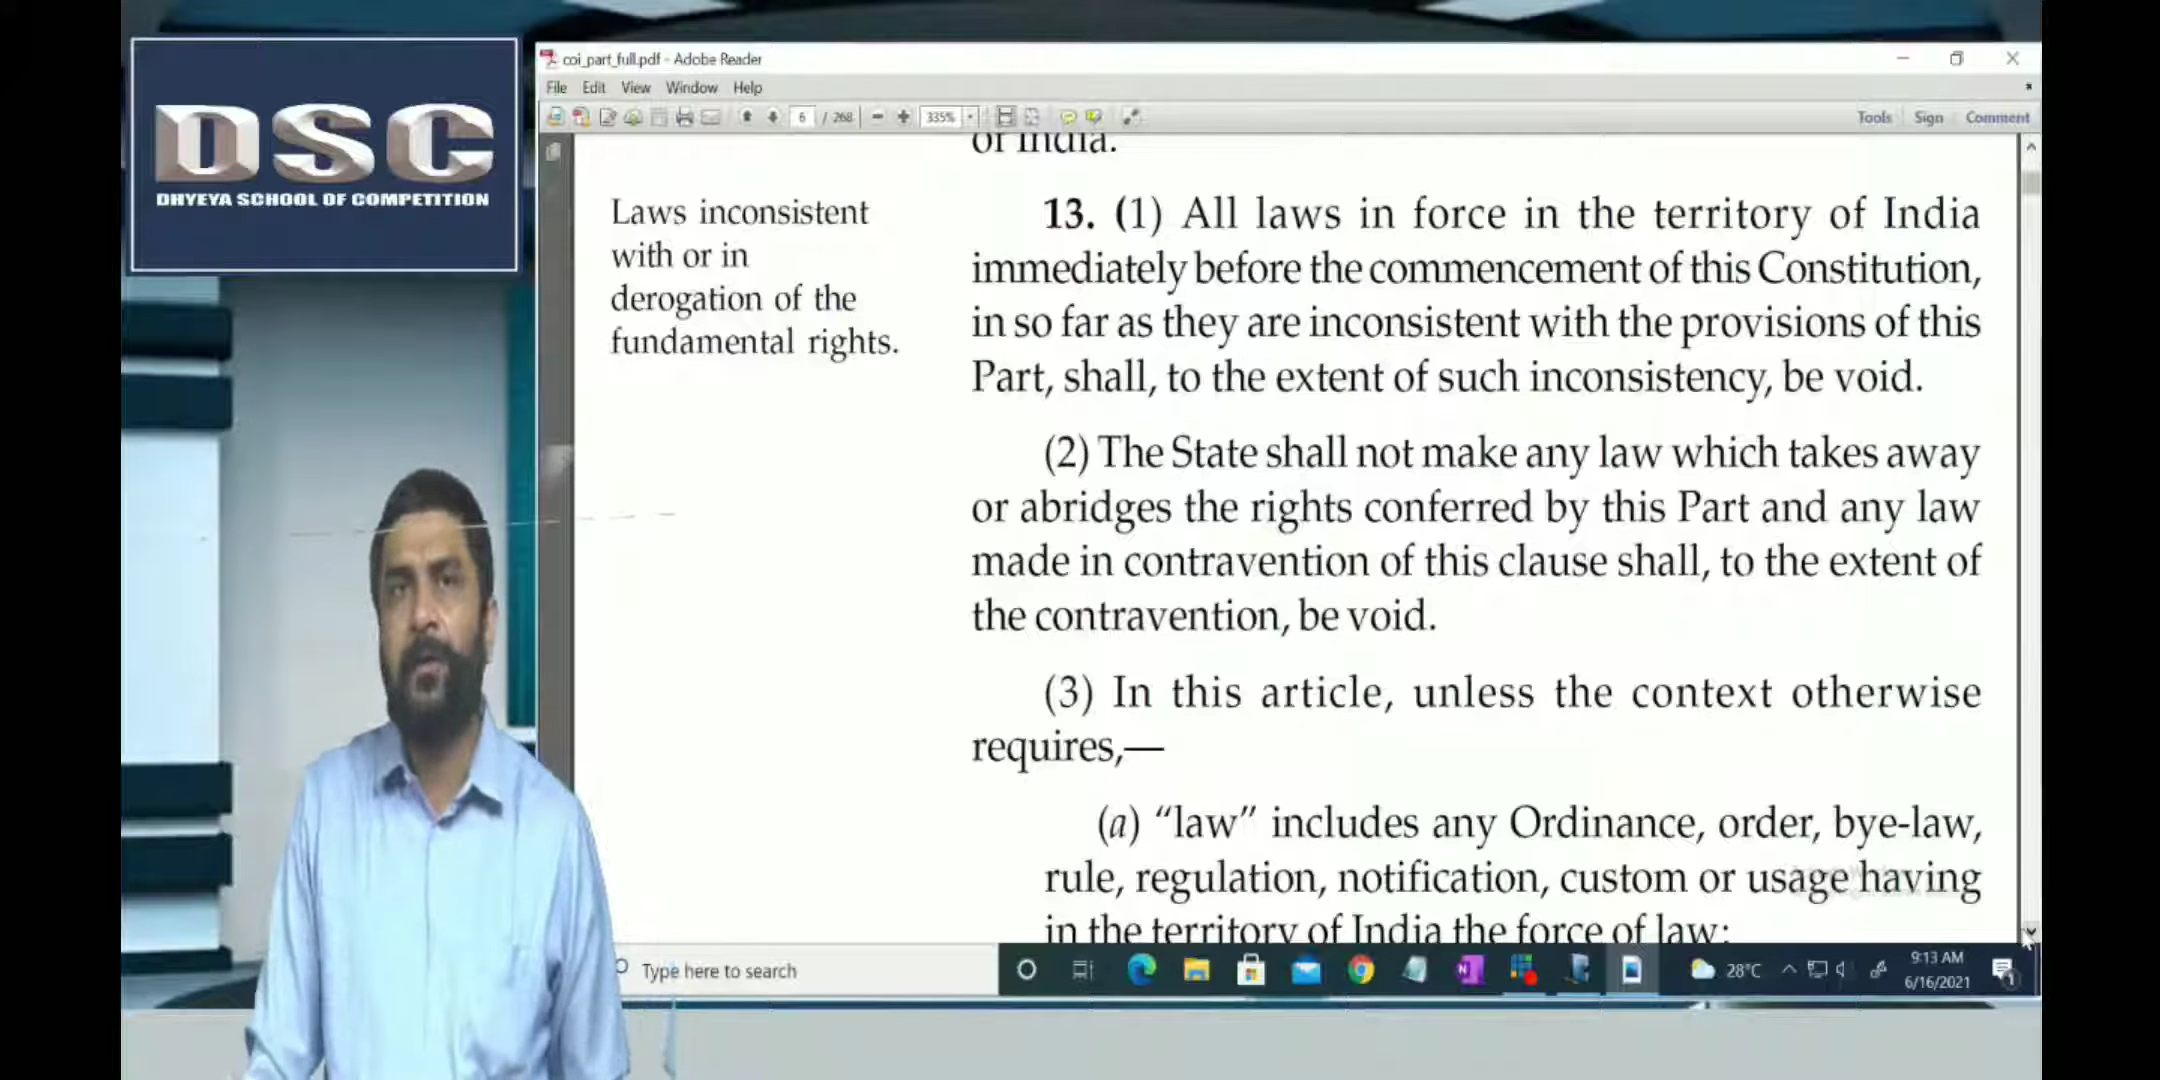 DSC
DHYEYA SCHOOL OF COMPETITION
coi_part_full.pdf - Adobe Reader
File Edit View Window Help
6 / 268 335% Tools Sign Comment
of India.
Laws inconsistent
with or in
derogation of the
fundamental rights.
13. (1) All laws in force in the territory of India
immediately before the commencement of this Constitution,
in so far as they are inconsistent with the provisions of this
Part, shall, to the extent of such inconsistency, be void.
(2) The State shall not make any law which takes away
or abridges the rights conferred by this Part and any law
made in contravention of this clause shall, to the extent of
the contravention, be void.
(3) In this article, unless the context otherwise
requires,—
(a) “law” includes any Ordinance, order, bye-law,
rule, regulation, notification, custom or usage having
in the territory of India the force of law;
Type here to search
28°C
9:13 AM
6/16/2021
1